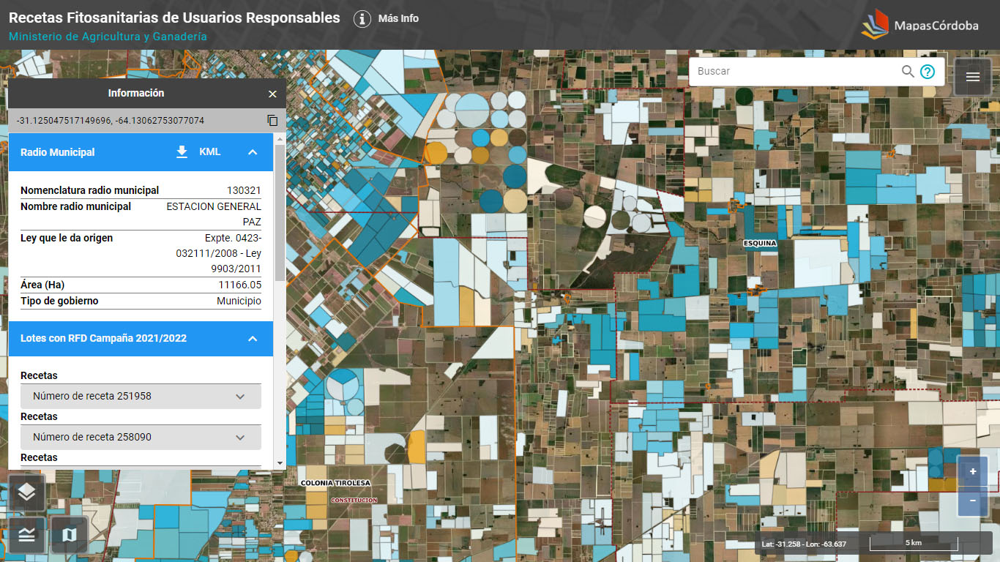 Recetas Fitosanitarias de Usuarios Responsables
Más Info
Ministerio de Agricultura y Ganadería
MapasCórdoba
Buscar
Información
-31.125047517149696, -64.13062753077074
Radio Municipal
KML
Nomenclatura radio municipal 130321
Nombre radio municipal ESTACION GENERAL
PAZ
Ley que le da origen Expte. 0423-
032111/2008 - Ley
9903/2011
Área (Ha) 11166.05
Tipo de gobierno Municipio
Lotes con RFD Campaña 2021/2022
Recetas
Número de receta 251958
Recetas
Número de receta 258090
Recetas
ESQUINA
COLONIA TIROLESA
CONSTITUCION
+
−
Lat: -31.258 - Lon: -63.637
5 km